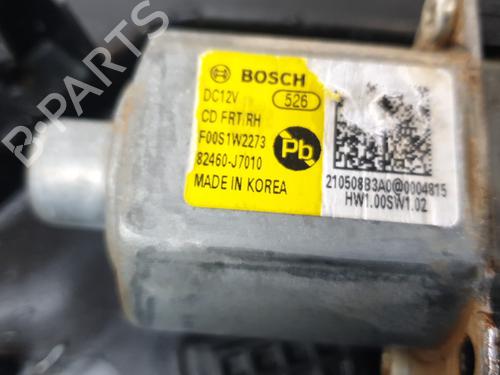 BOSCH
DC12V 526
CD FRT RH
F00S1W2273
82460-J7010
Pb
MADE IN KOREA
210508B3A0@0004815
HW1.00SW1.02
B-PARTS